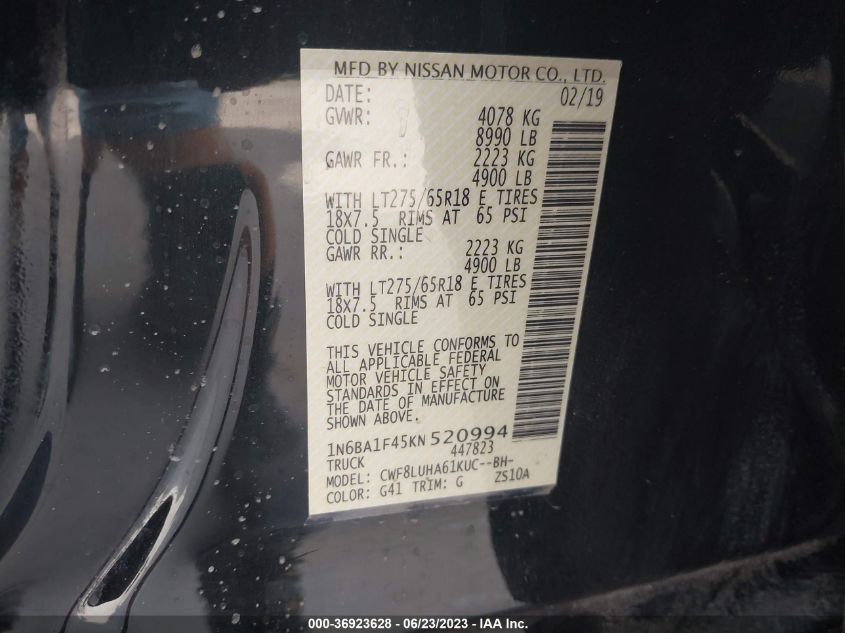 MFD BY NISSAN MOTOR CO., LTD.
DATE: 02/19
GVWR: 4078 KG
8990 LB
GAWR FR.: 2223 KG
4900 LB
WITH LT275/65R18 E TIRES
18X7.5 RIMS AT 65 PSI
COLD SINGLE
GAWR RR.: 2223 KG
4900 LB
WITH LT275/65R18 E TIRES
18X7.5 RIMS AT 65 PSI
COLD SINGLE
THIS VEHICLE CONFORMS TO
ALL APPLICABLE FEDERAL
MOTOR VEHICLE SAFETY
STANDARDS IN EFFECT ON
THE DATE OF MANUFACTURE
SHOWN ABOVE.
1N6BA1F45KN 520994
TRUCK 447823
MODEL: CWF8LUHA61KUC--BH-
COLOR: G41 TRIM: G ZS10A
000-36923628 - 06/23/2023 - IAA Inc.